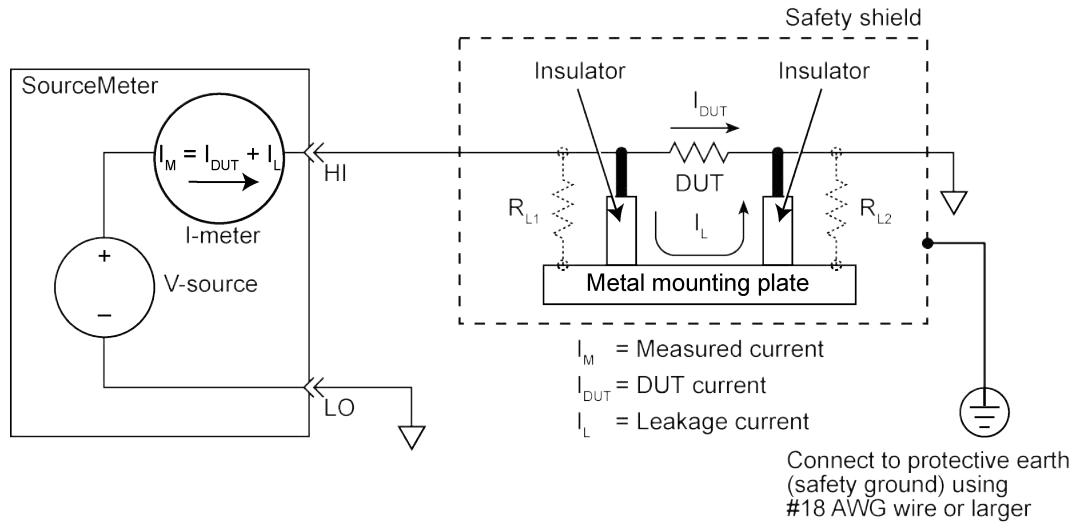 Safety shield
SourceMeter
Insulator
Insulator
I_DUT
I_M = I_DUT + I_L
HI
DUT
R_L1
I_L
R_L2
I-meter
+
V-source
–
Metal mounting plate
LO
I_M = Measured current
I_DUT = DUT current
I_L = Leakage current
Connect to protective earth
(safety ground) using
#18 AWG wire or larger